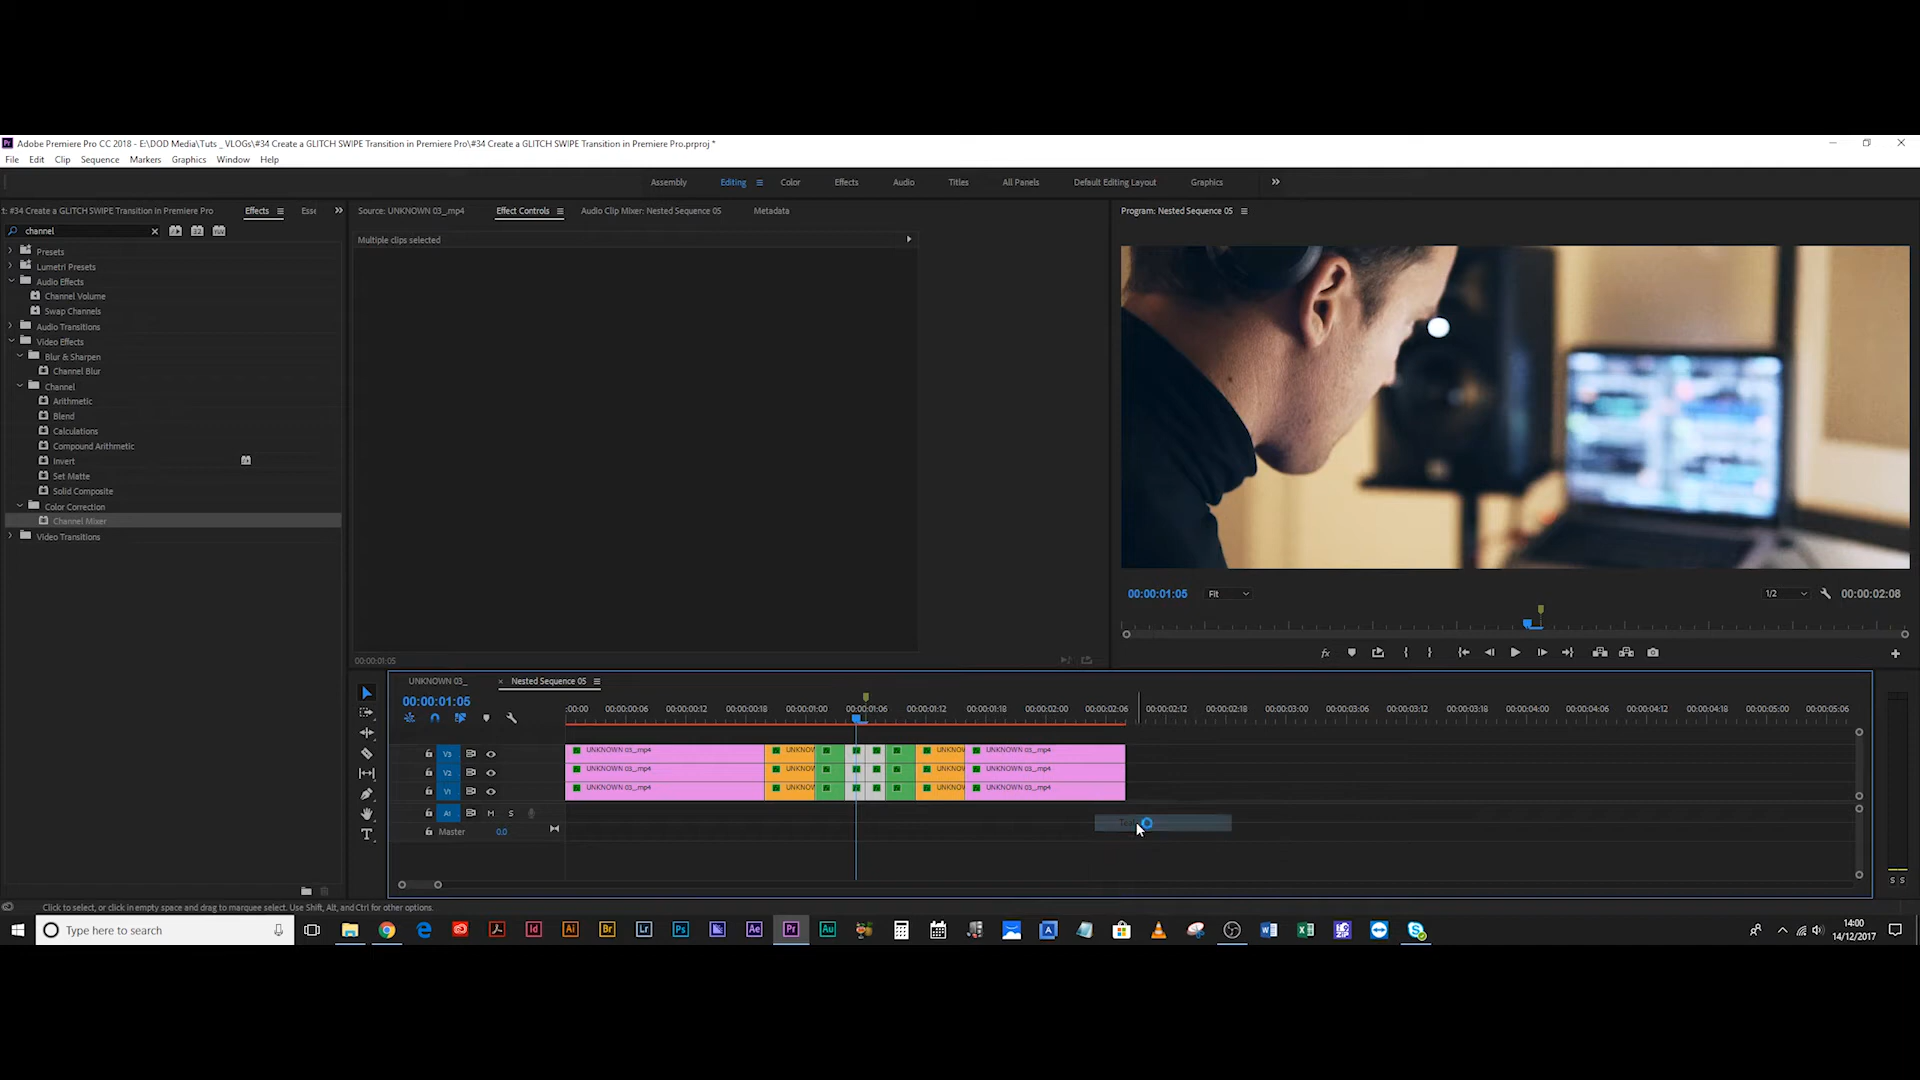 Adobe Premiere Pro CC 2018 - E:\DOD Media\Tuts _ VLOGs\#34 Create a GLITCH SWIPE Transition in Premiere Pro\#34 Create a GLITCH SWIPE Transition in Premiere Pro.prproj *
File Edit Clip Sequence Markers Graphics Window Help
Assembly Editing Color Effects Audio Titles All Panels Default Editing Layout Graphics
t: #34 Create a GLITCH SWIPE Transition in Premiere Pro Effects Esse Source: UNKNOWN 03_.mp4 Effect Controls Audio Clip Mixer: Nested Sequence 05 Metadata Program: Nested Sequence 05
channel
Multiple clips selected
Presets
Lumetri Presets
Audio Effects
Channel Volume
Swap Channels
Audio Transitions
Video Effects
Blur & Sharpen
Channel Blur
Channel
Arithmetic
Blend
Calculations
Compound Arithmetic
Invert
Set Matte
Solid Composite
Color Correction
Channel Mixer
Video Transitions
00:00:01:05 Fit 1/2 00:00:02:08
00:00:01:05
UNKNOWN 03_ × Nested Sequence 05
00:00:01:05
:00:00 00:00:00:06 00:00:00:12 00:00:00:18 00:00:01:00 00:00:01:06 00:00:01:12 00:00:01:18 00:00:02:00 00:00:02:06 00:00:02:12 00:00:02:18 00:00:03:00 00:00:03:06 00:00:03:12 00:00:03:18 00:00:04:00 00:00:04:06 00:00:04:12 00:00:04:18 00:00:05:00 00:00:05:06
V3 UNKNOWN 03_.mp4 UNKNOW UNKNOW UNKNOWN 03_.mp4
V2 UNKNOWN 03_.mp4 UNKNOW UNKNOW UNKNOWN 03_.mp4
V1 UNKNOWN 03_.mp4 UNKNOW UNKNOW UNKNOWN 03_.mp4
A1 M S
Master 0.0
S S
Click to select, or click in empty space and drag to marquee select. Use Shift, Alt, and Ctrl for other options.
Type here to search
Id Ai Br Lr Ps Ae Pr Au
14:00
14/12/2017